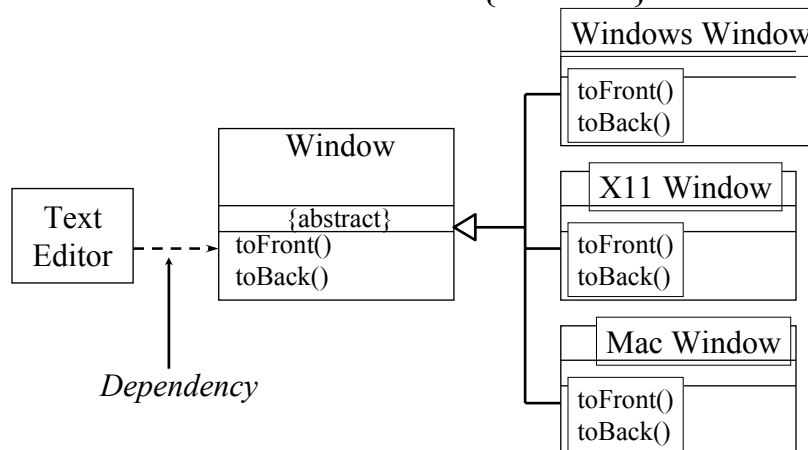 Windows Window
toFront()
toBack()
Window
{abstract}
toFront()
toBack()
Text
Editor
Dependency
X11 Window
toFront()
toBack()
Mac Window
toFront()
toBack()